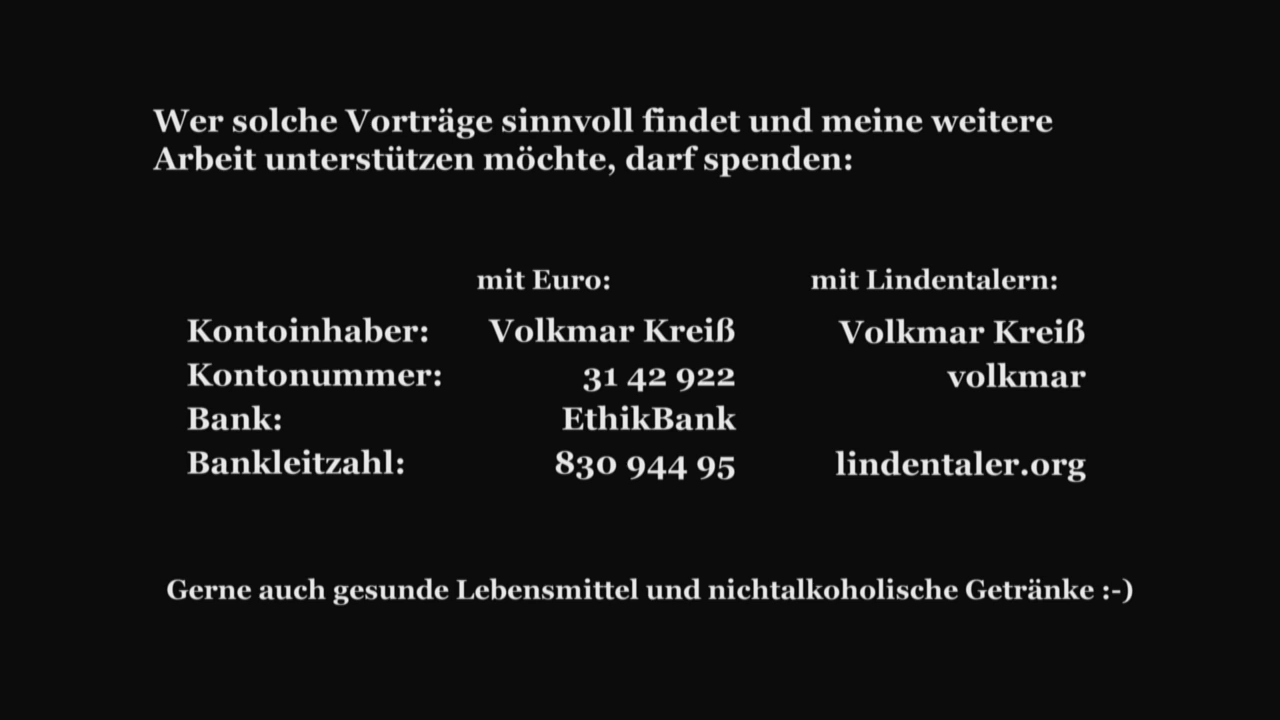 Wer solche Vorträge sinnvoll findet und meine weitere
Arbeit unterstützen möchte, darf spenden:
mit Euro: mit Lindentalern:
Kontoinhaber: Volkmar Kreiß Volkmar Kreiß
Kontonummer: 31 42 922 volkmar
Bank: EthikBank
Bankleitzahl: 830 944 95 lindentaler.org
Gerne auch gesunde Lebensmittel und nichtalkoholische Getränke :-)